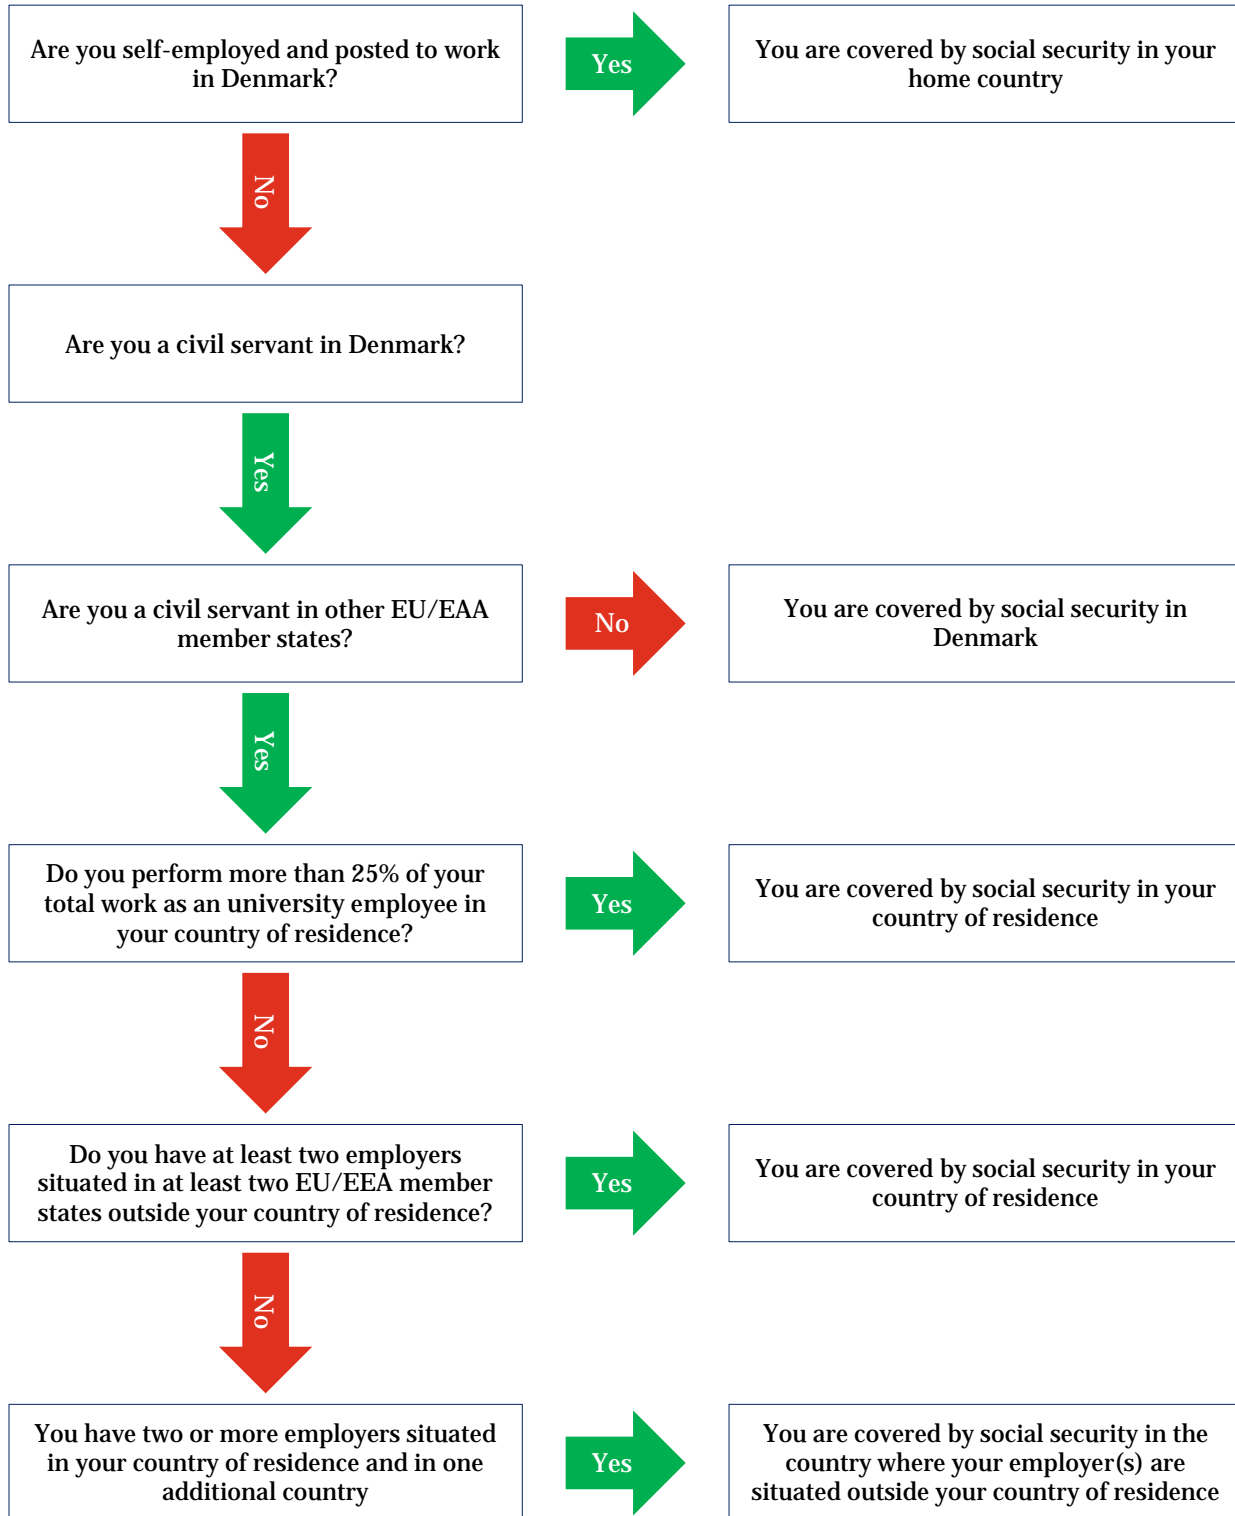 Are you self-employed and posted to work
in Denmark?
Yes
You are covered by social security in your
home country
No
Are you a civil servant in Denmark?
Yes
Are you a civil servant in other EU/EAA
member states?
No
You are covered by social security in
Denmark
Yes
Do you perform more than 25% of your
total work as an university employee in
your country of residence?
Yes
You are covered by social security in your
country of residence
No
Do you have at least two employers
situated in at least two EU/EEA member
states outside your country of residence?
Yes
You are covered by social security in your
country of residence
No
You have two or more employers situated
in your country of residence and in one
additional country
Yes
You are covered by social security in the
country where your employer(s) are
situated outside your country of residence